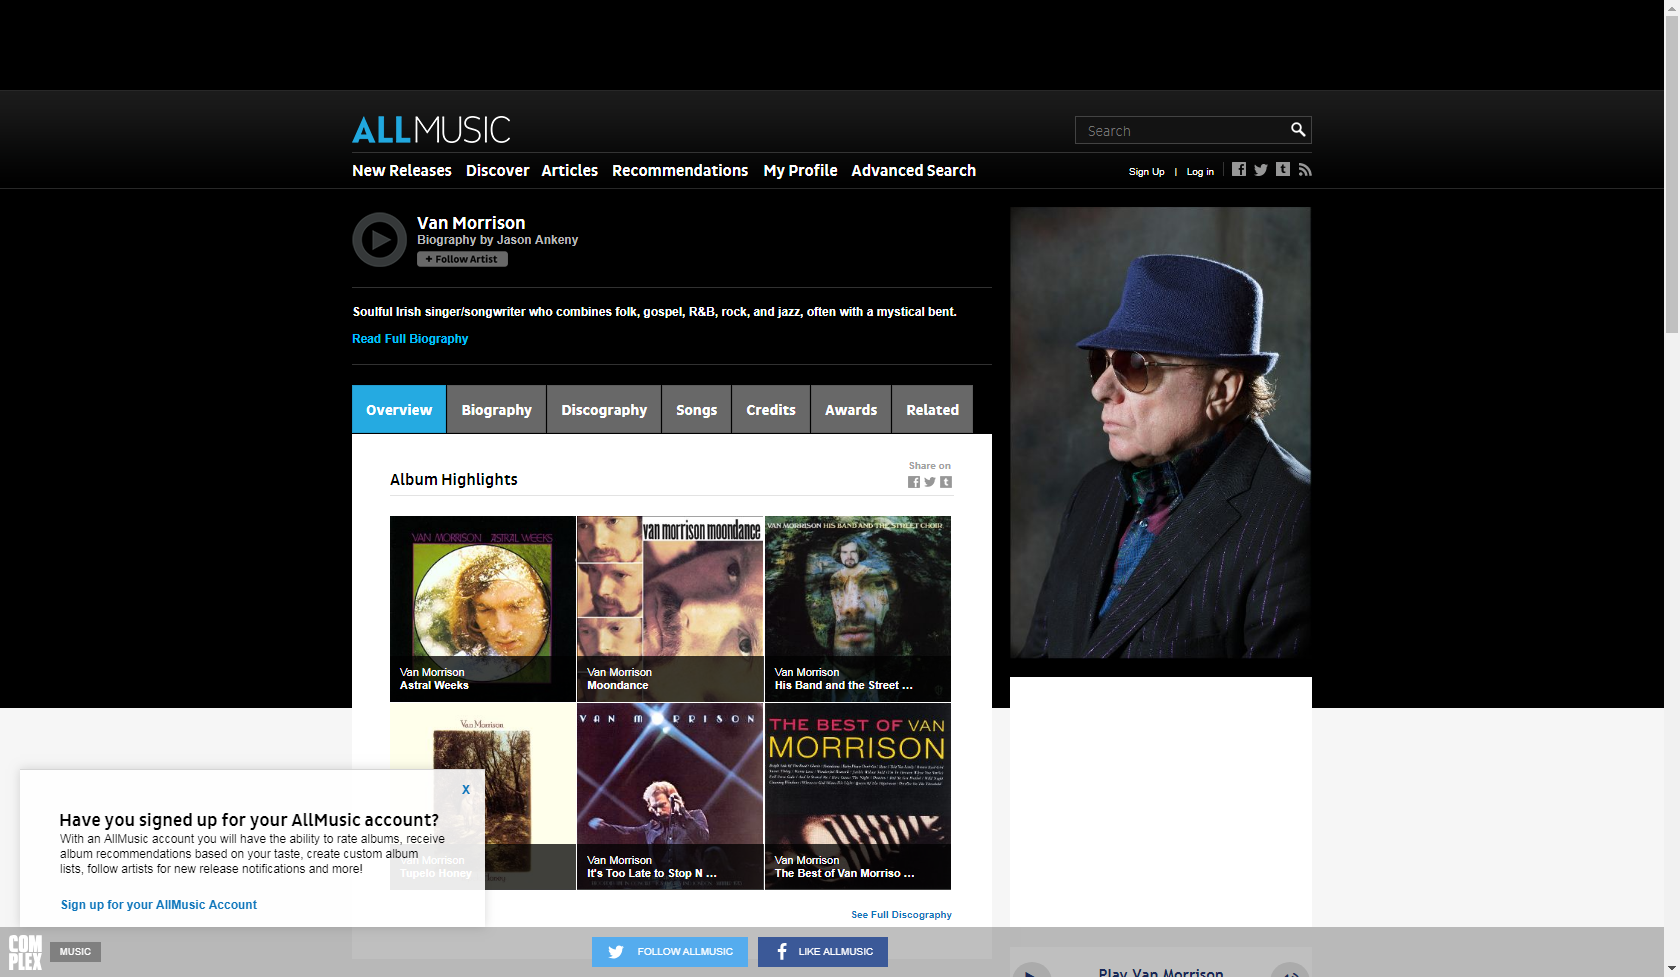 ALLMUSIC
Search
New Releases Discover Articles Recommendations My Profile Advanced Search
Sign Up | Log in
Van Morrison
Biography by Jason Ankeny
+ Follow Artist
Soulful Irish singer/songwriter who combines folk, gospel, R&B, rock, and jazz, often with a mystical bent.
Read Full Biography
Overview Biography Discography Songs Credits Awards Related
Album Highlights
Share on
VAN MORRISON ASTRAL WEEKS
van morrison moondance
VAN MORRISON HIS BAND AND THE STREET CHOIR
Van Morrison
Astral Weeks
Van Morrison
Moondance
Van Morrison
His Band and the Street ...
Van Morrison
VAN MORRISON
THE BEST OF VAN
MORRISON
Van Morrison
Tupelo Honey
Van Morrison
It's Too Late to Stop N ...
Van Morrison
The Best of Van Morriso ...
See Full Discography
X
Have you signed up for your AllMusic account?
With an AllMusic account you will have the ability to rate albums, receive
album recommendations based on your taste, create custom album
lists, follow artists for new release notifications and more!
Sign up for your AllMusic Account
COM
PLEX
MUSIC
FOLLOW ALLMUSIC
LIKE ALLMUSIC
Play Van Morrison